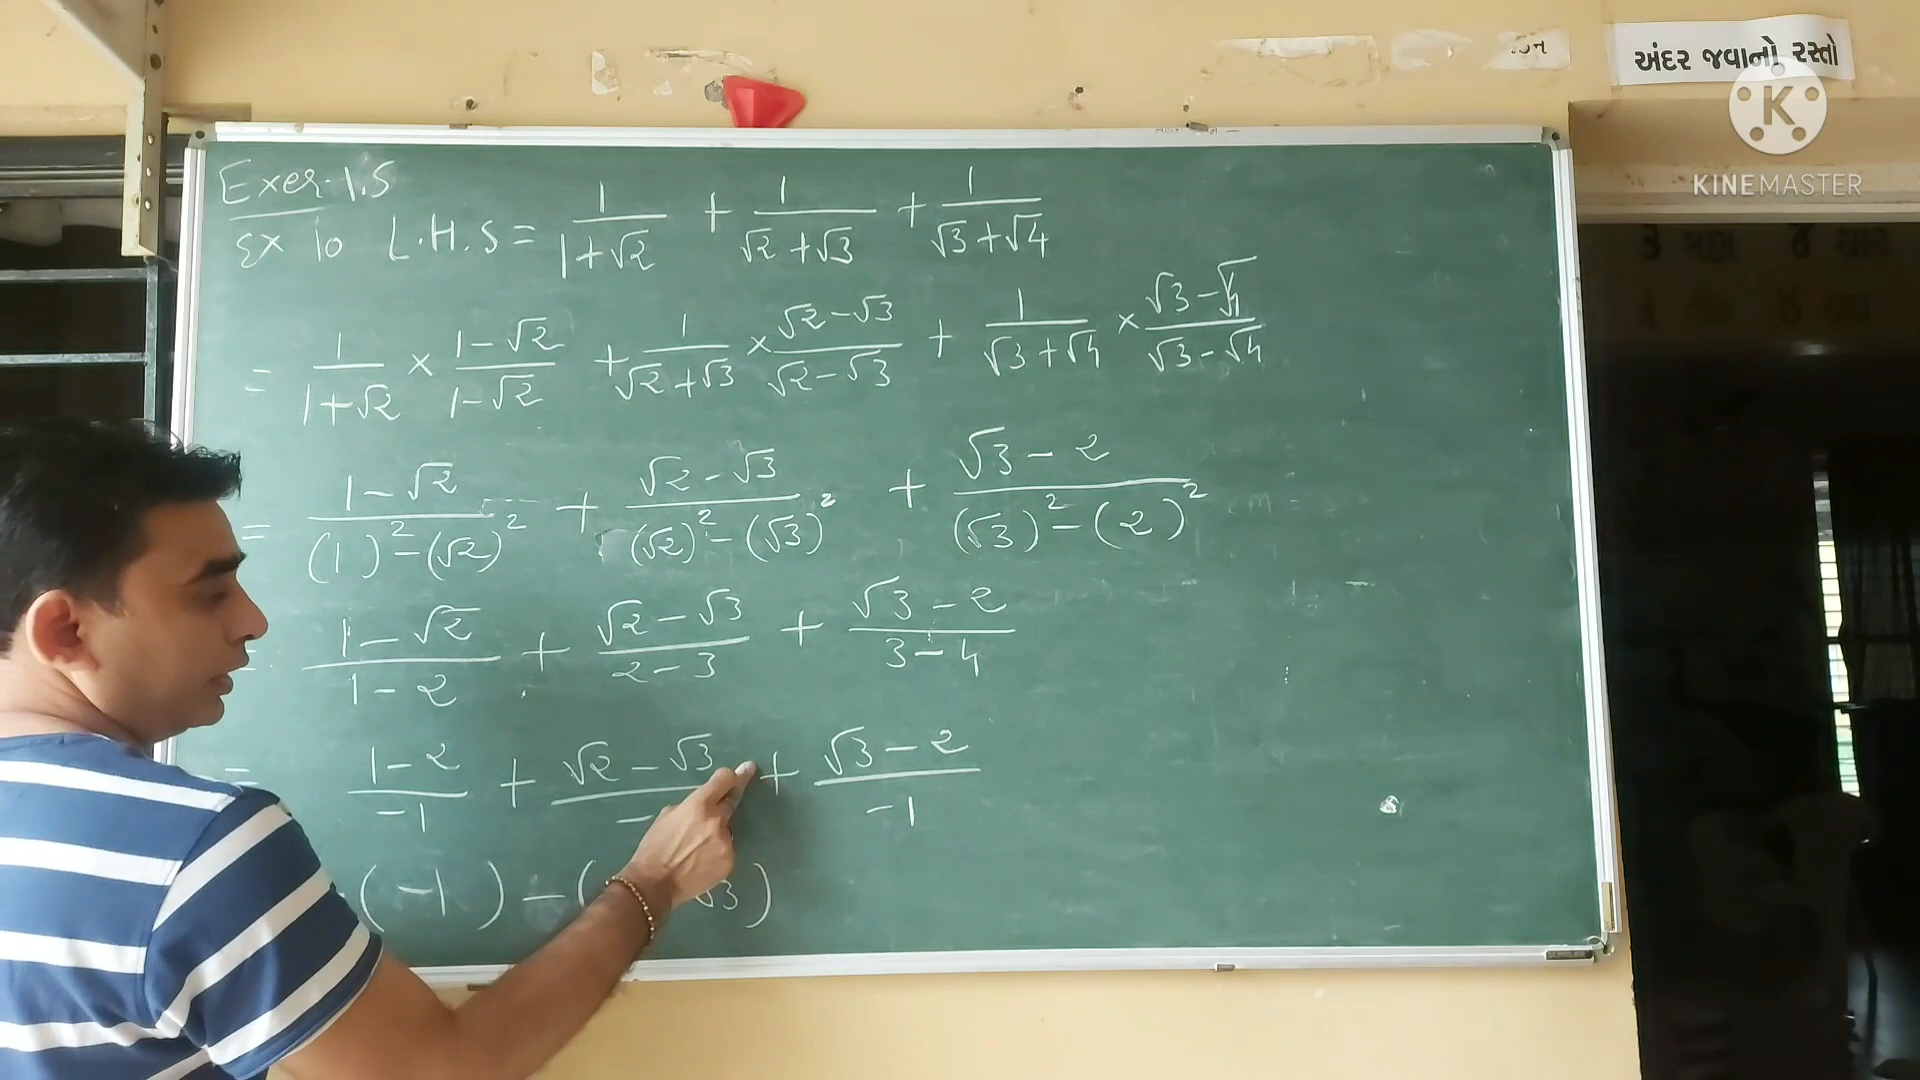 અંદર જવાનો રસ્તો
KINEMASTER
Exer-1.5
Ex 10 L.H.S = 1/(1+√2) + 1/(√2+√3) + 1/(√3+√4)
= 1/(1+√2) × (1-√2)/(1-√2) + 1/(√2+√3) × (√2-√3)/(√2-√3) + 1/(√3+√4) × (√3-√4)/(√3-√4)
= (1-√2)/((1)²-(√2)²) + (√2-√3)/((√2)²-(√3)²) + (√3-2)/((√3)²-(2)²)
= (1-√2)/(1-2) + (√2-√3)/(2-3) + (√3-2)/(3-4)
= (1-2)/-1 + (√2-√3)/- + (√3-2)/-1
(-1) - ( √3)